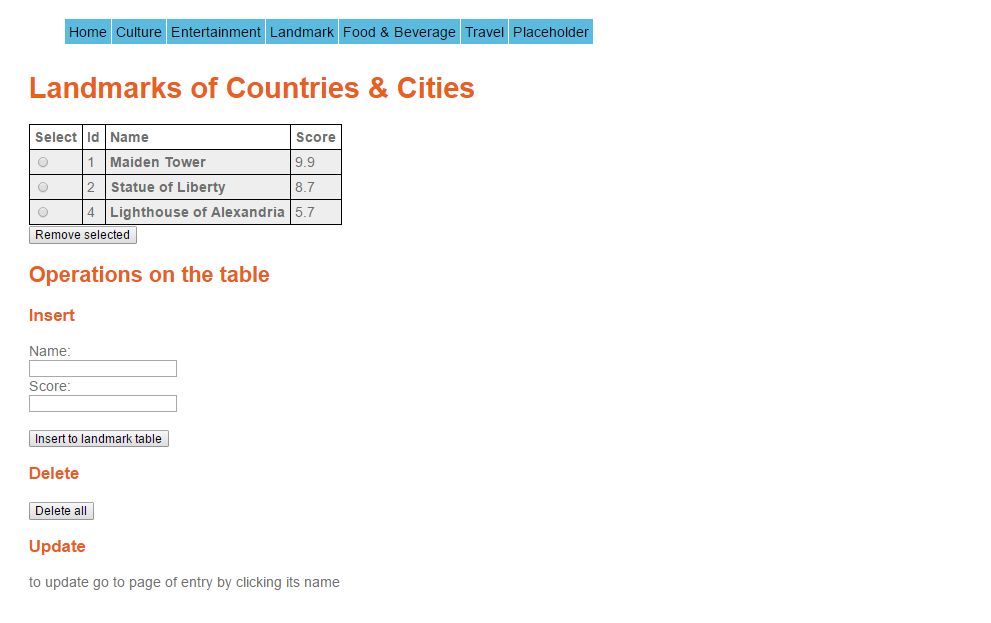 Home Culture Entertainment Landmark Food & Beverage Travel Placeholder
Landmarks of Countries & Cities
Select Id Name Score
1 Maiden Tower 9.9
2 Statue of Liberty 8.7
4 Lighthouse of Alexandria 5.7
Remove selected
Operations on the table
Insert
Name:
Score:
Insert to landmark table
Delete
Delete all
Update
to update go to page of entry by clicking its name